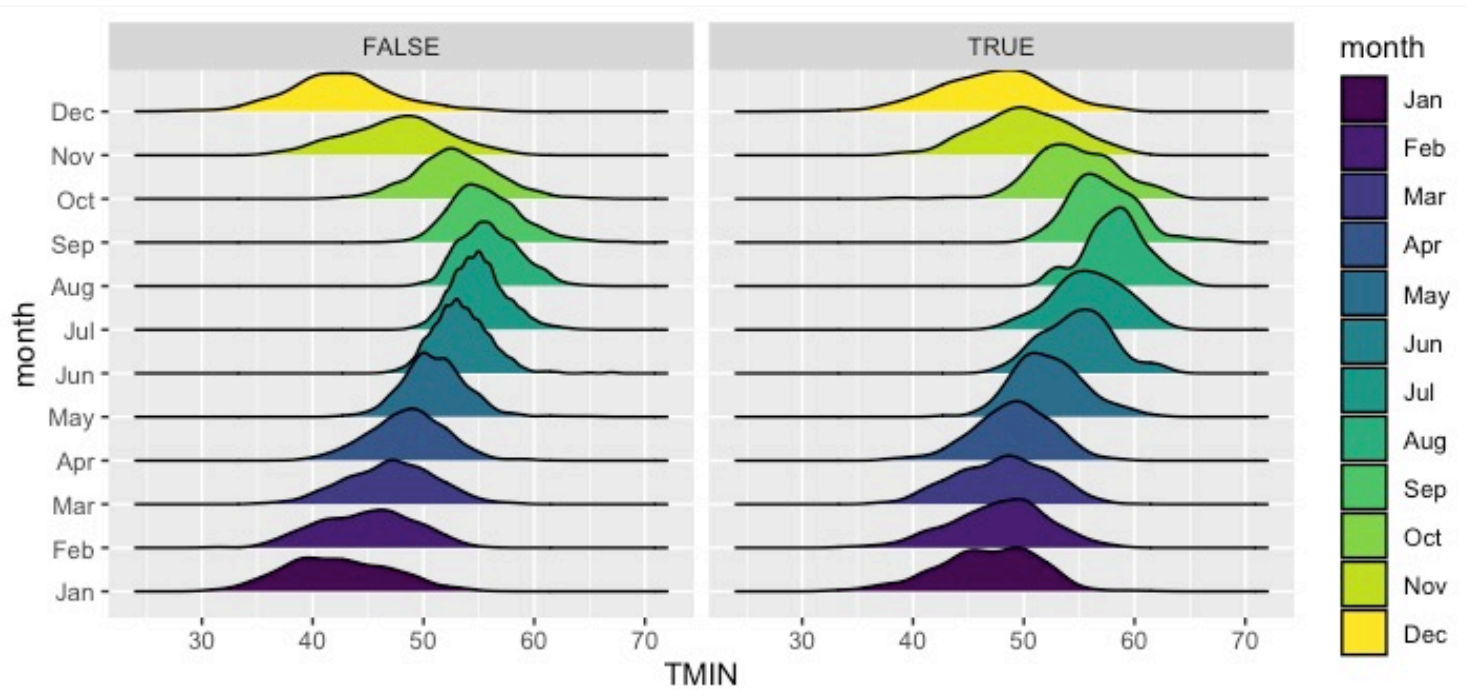 FALSE
TRUE
month
Dec
Nov
Oct
Sep
Aug
Jul
Jun
May
Apr
Mar
Feb
Jan
30 40 50 60 70
30 40 50 60 70
TMIN
month
Jan
Feb
Mar
Apr
May
Jun
Jul
Aug
Sep
Oct
Nov
Dec